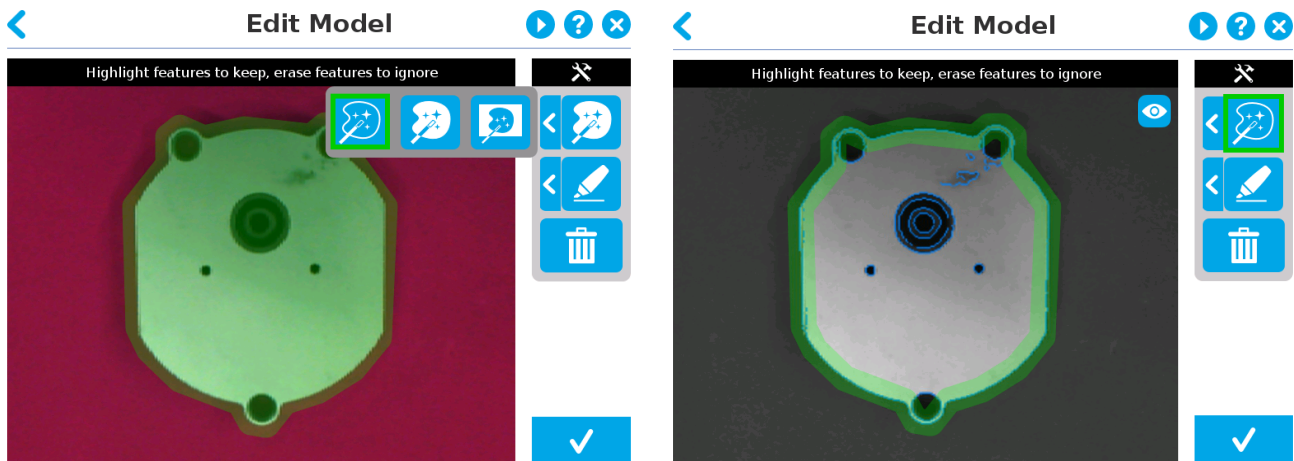 Edit Model
?
Highlight features to keep, erase features to ignore
Edit Model
?
Highlight features to keep, erase features to ignore